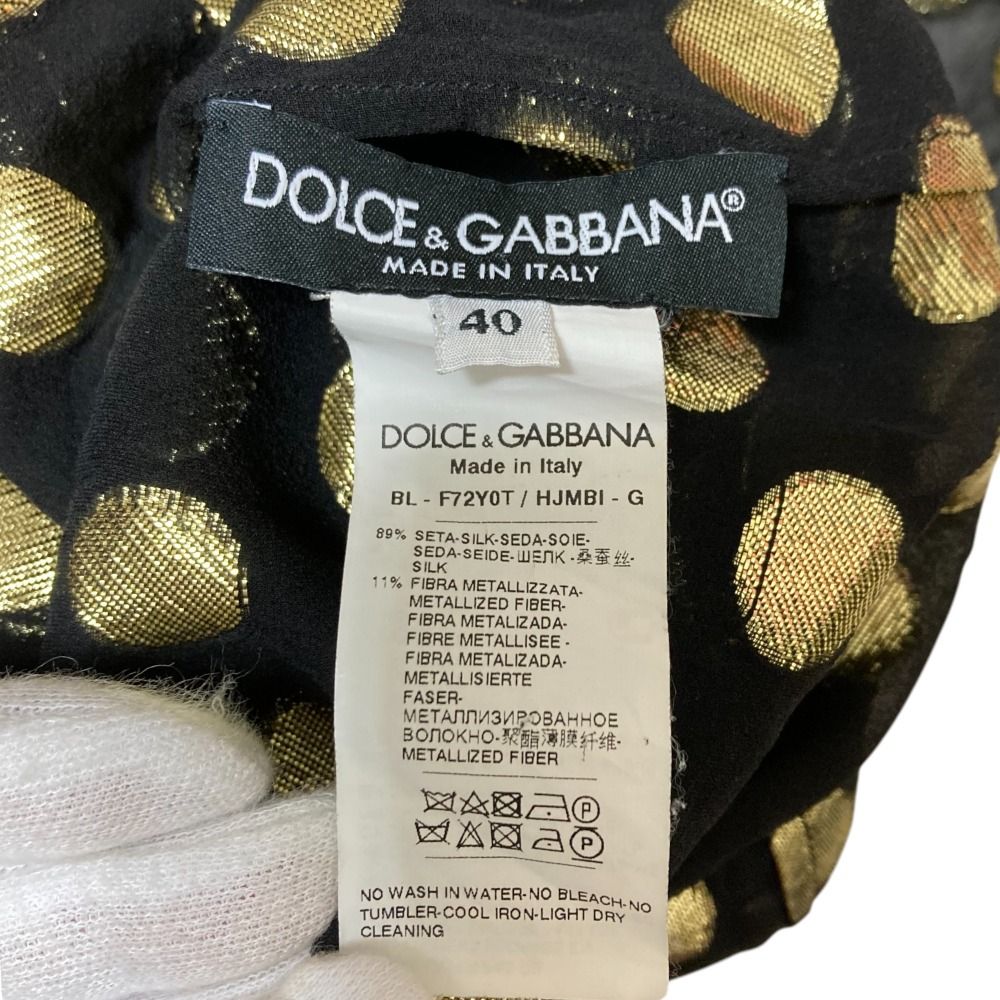 DOLCE & GABBANA®
MADE IN ITALY
40
DOLCE & GABBANA
Made in Italy
BL - F72Y0T / HJMBI - G
89% SETA-SILK-SEDA-SOIE-
SEDA-SEIDE-ШЕЛК -桑蚕丝-
SILK
11% FIBRA METALLIZZATA-
METALLIZED FIBER-
FIBRA METALIZADA-
FIBRE METALLISEE -
FIBRA METALIZADA-
METALLISIERTE
FASER-
МЕТАЛЛИЗИРОВАННОЕ
ВОЛОКНО-聚酯薄膜纤维-
METALLIZED FIBER
P
P
NO WASH IN WATER-NO BLEACH-NO
TUMBLER-COOL IRON-LIGHT DRY
CLEANING